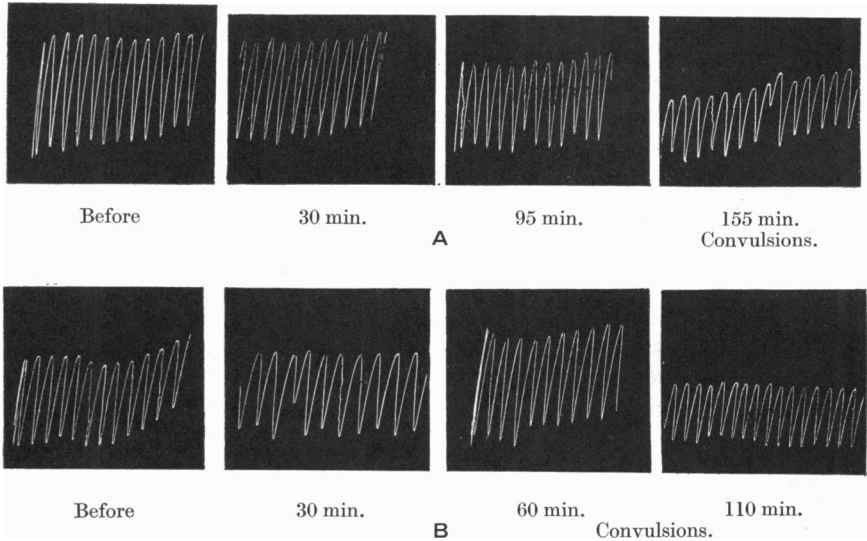 Before 30 min. 95 min. 155 min.
Convulsions.
A
Before 30 min. 60 min. 110 min.
B Convulsions.